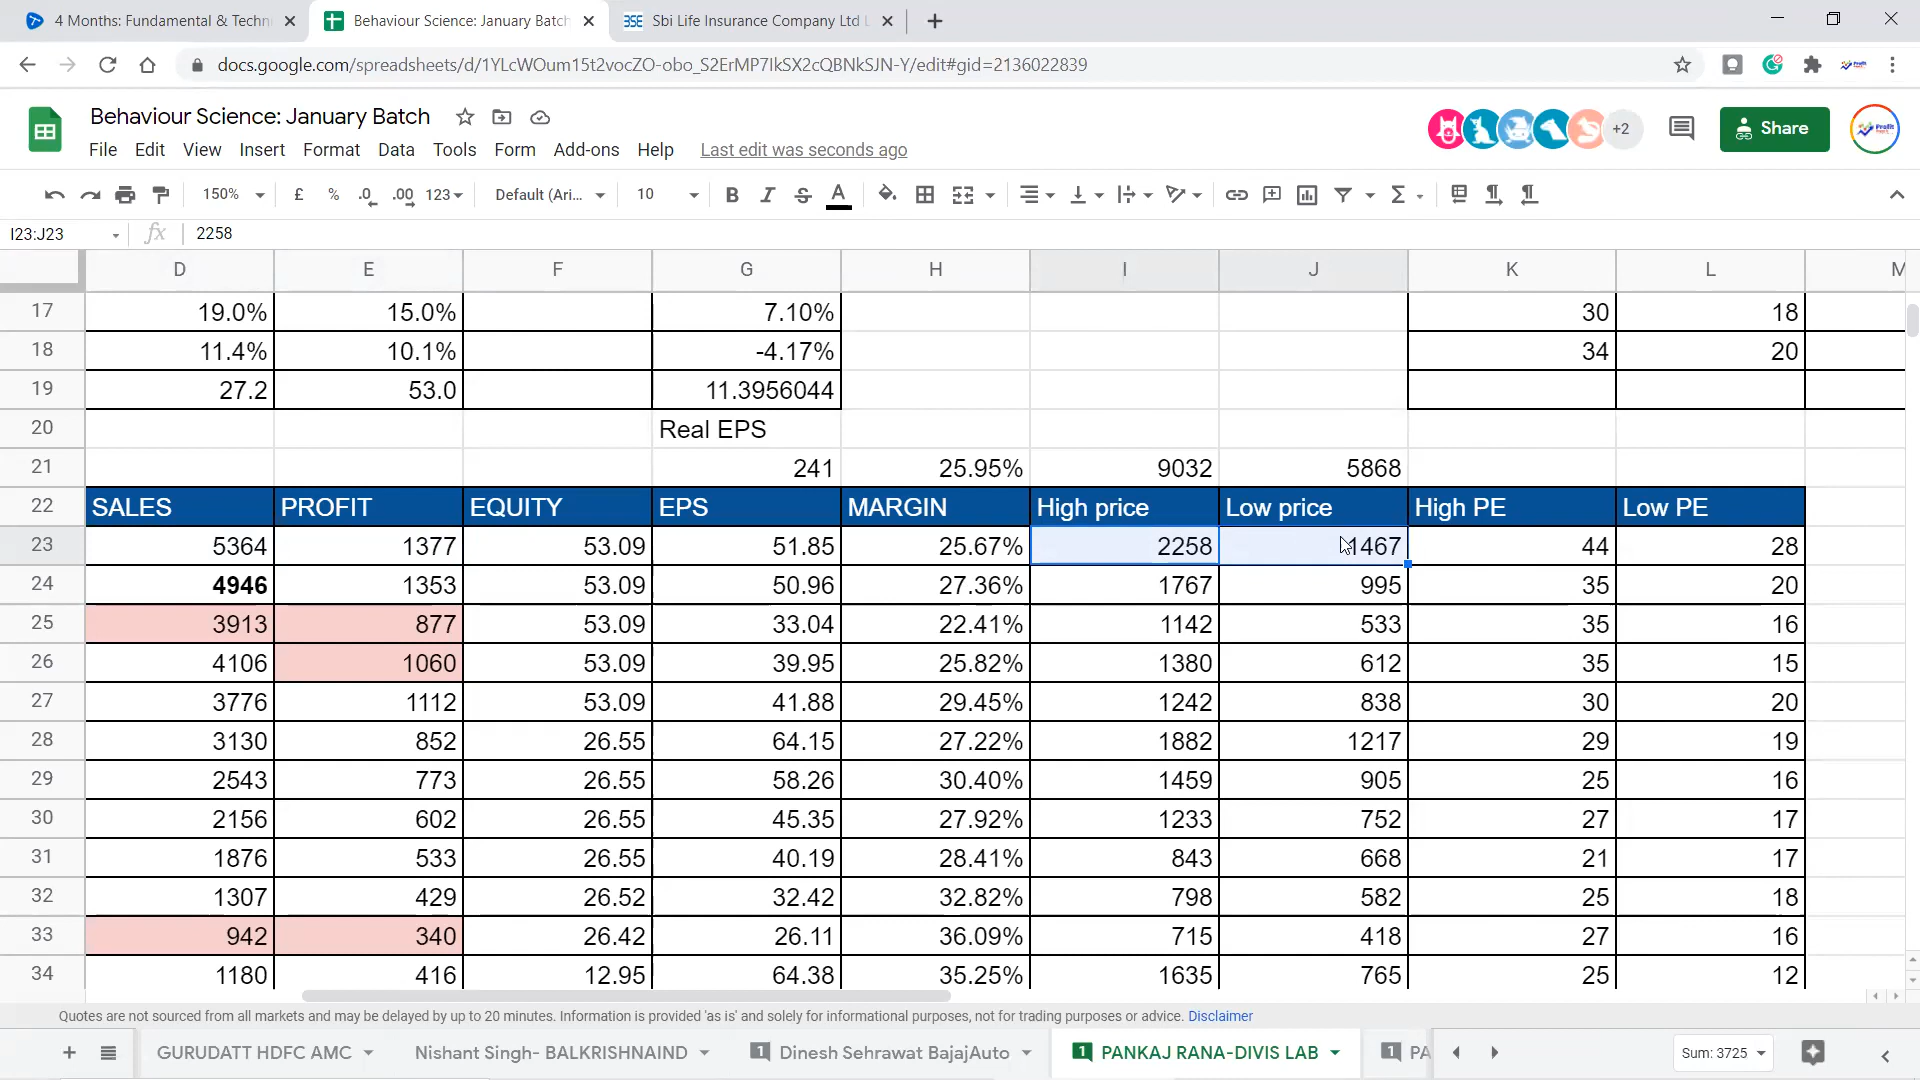 4 Months: Fundamental & Techn Behaviour Science: January Batch BSE Sbi Life Insurance Company Ltd L
docs.google.com/spreadsheets/d/1YLcWOum15t2vocZO-obo_S2ErMP7IkSX2cQBNkSJN-Y/edit#gid=2136022839
Behaviour Science: January Batch
+2 Share
File Edit View Insert Format Data Tools Form Add-ons Help Last edit was seconds ago
150% £ % .0 .00 123 Default (Ari... 10 B I S A
I23:J23 fx 2258
D E F G H I J K L M
17 19.0% 15.0% 7.10% 30 18
18 11.4% 10.1% -4.17% 34 20
19 27.2 53.0 11.3956044
20 Real EPS
21 241 25.95% 9032 5868
22 SALES PROFIT EQUITY EPS MARGIN High price Low price High PE Low PE
23 5364 1377 53.09 51.85 25.67% 2258 1467 44 28
24 4946 1353 53.09 50.96 27.36% 1767 995 35 20
25 3913 877 53.09 33.04 22.41% 1142 533 35 16
26 4106 1060 53.09 39.95 25.82% 1380 612 35 15
27 3776 1112 53.09 41.88 29.45% 1242 838 30 20
28 3130 852 26.55 64.15 27.22% 1882 1217 29 19
29 2543 773 26.55 58.26 30.40% 1459 905 25 16
30 2156 602 26.55 45.35 27.92% 1233 752 27 17
31 1876 533 26.55 40.19 28.41% 843 668 21 17
32 1307 429 26.52 32.42 32.82% 798 582 25 18
33 942 340 26.42 26.11 36.09% 715 418 27 16
34 1180 416 12.95 64.38 35.25% 1635 765 25 12
Quotes are not sourced from all markets and may be delayed by up to 20 minutes. Information is provided 'as is' and solely for informational purposes, not for trading purposes or advice. Disclaimer
GURUDATT HDFC AMC Nishant Singh- BALKRISHNAIND 1 Dinesh Sehrawat BajajAuto 1 PANKAJ RANA-DIVIS LAB 1 PA Sum: 3725